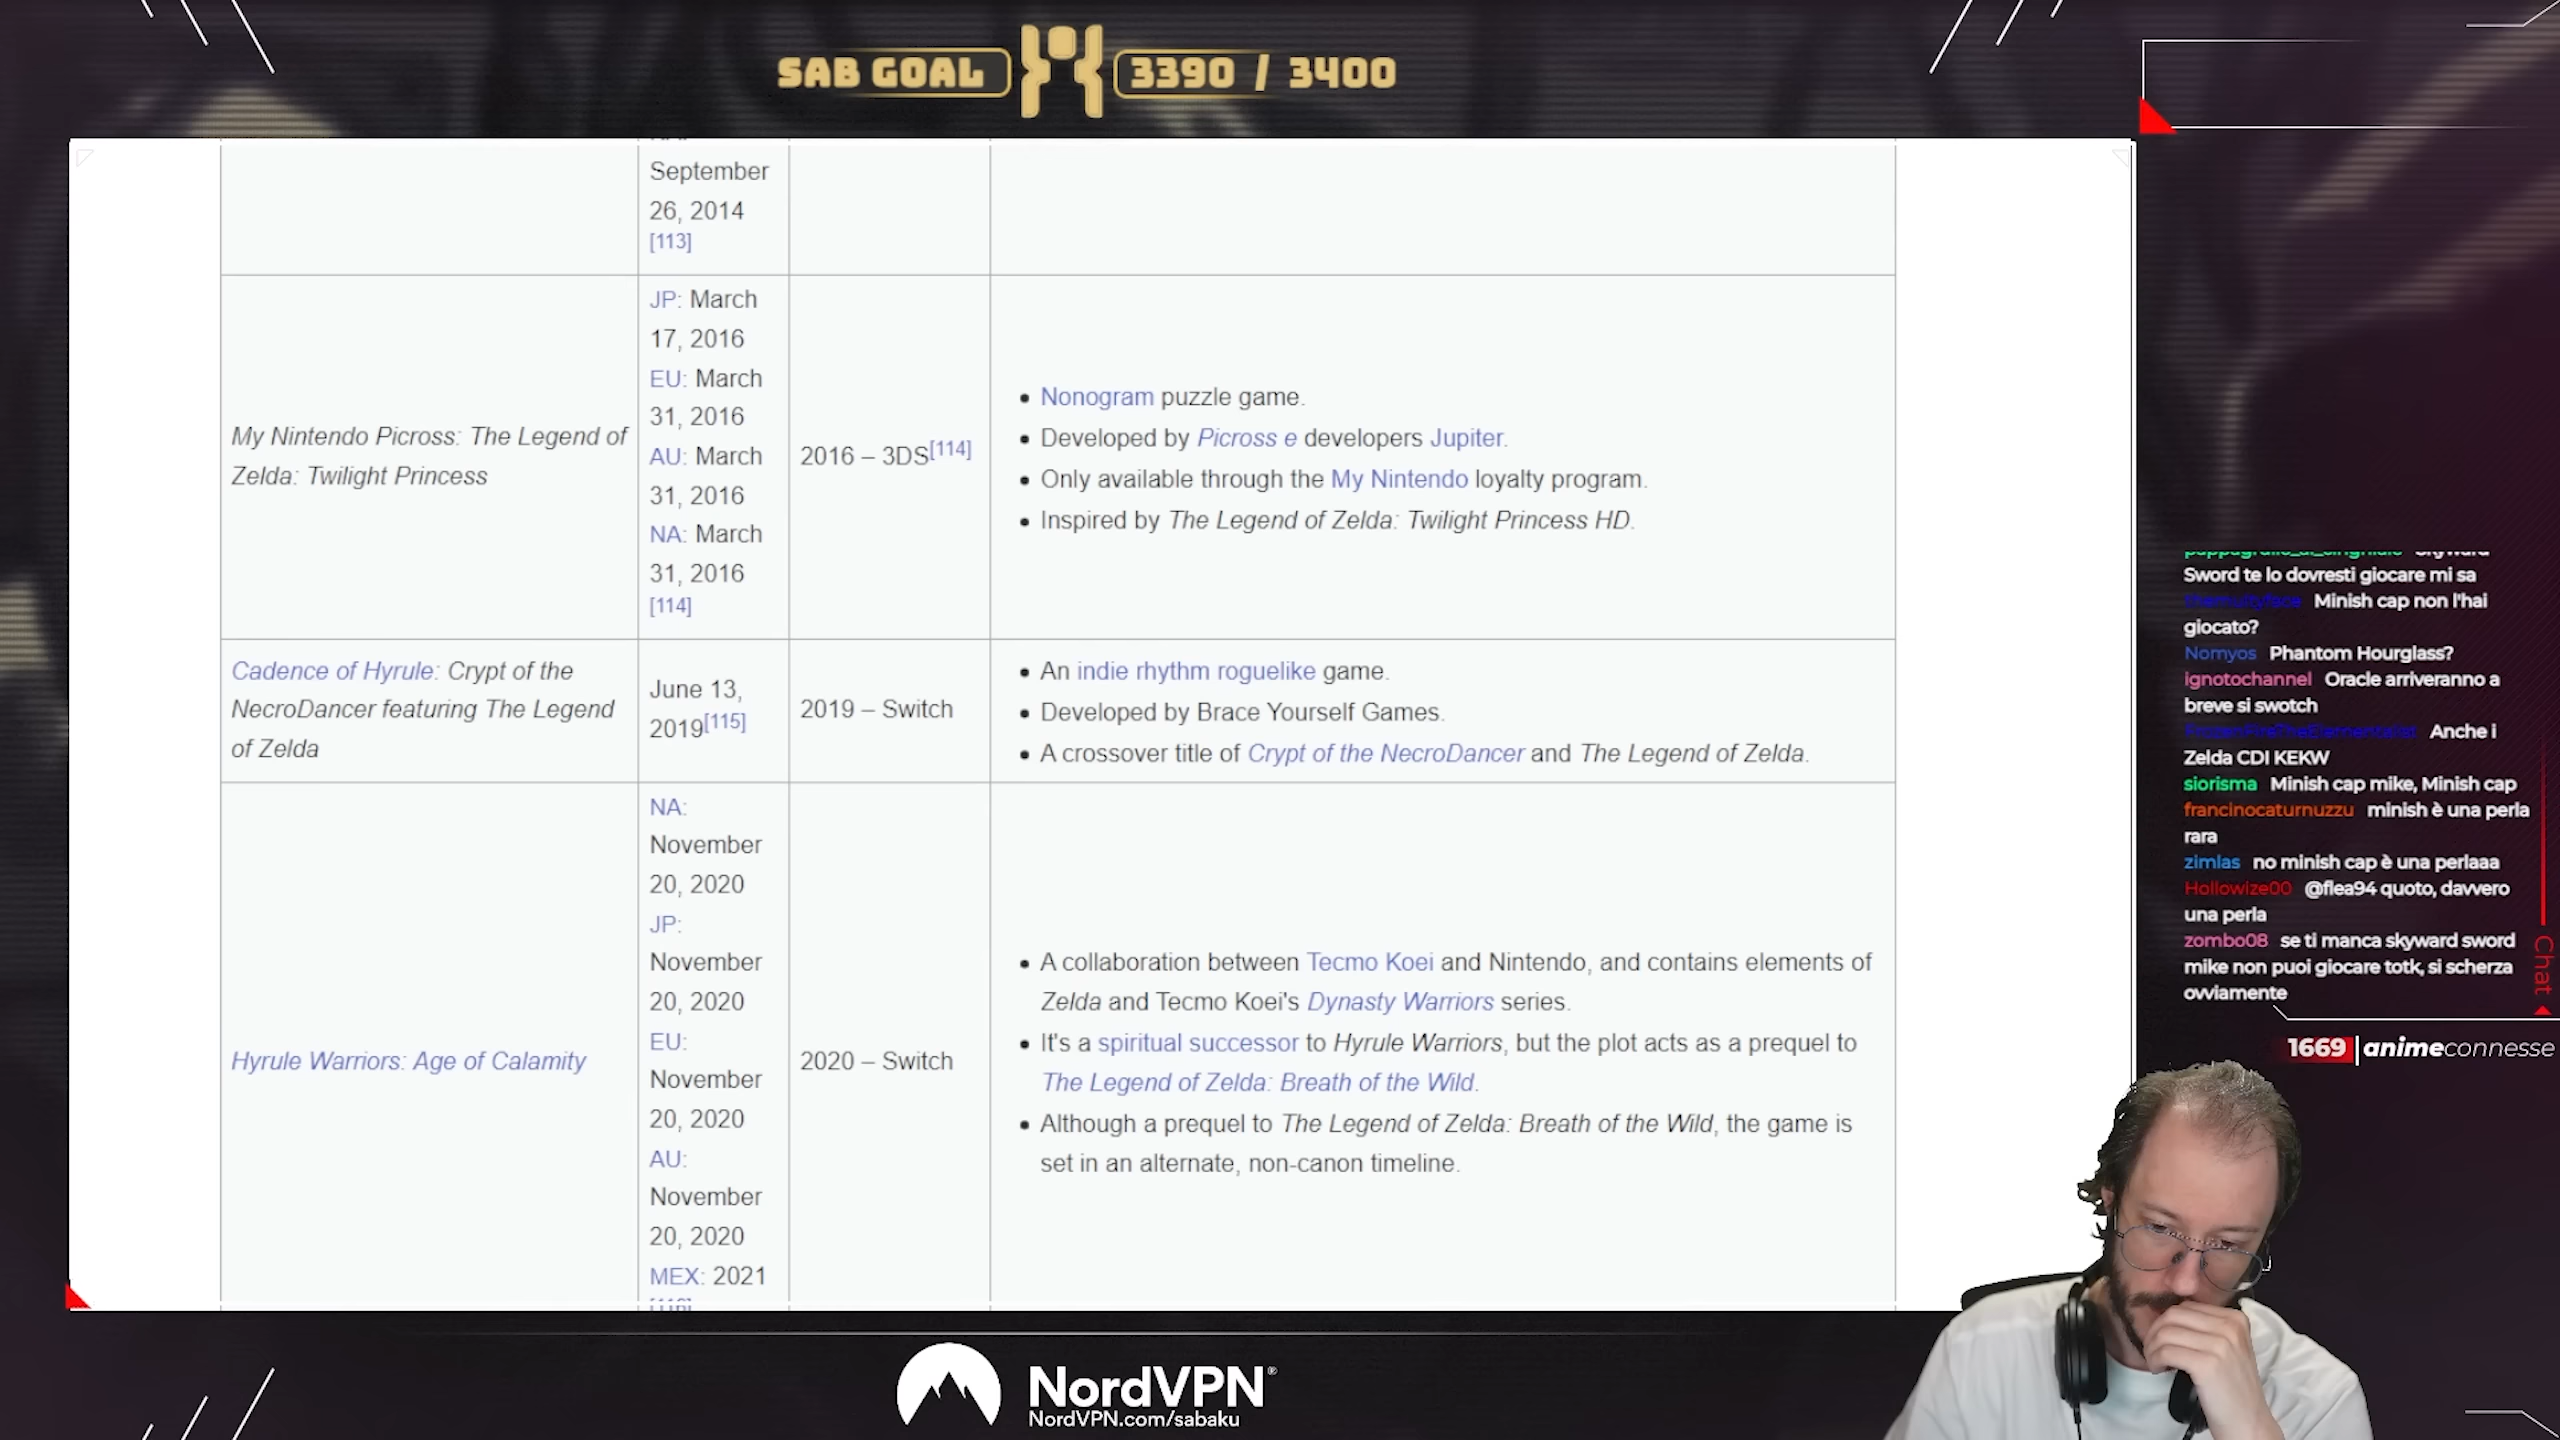 SAB GOAL 3390 / 3400
September
26, 2014
[113]
My Nintendo Picross: The Legend of
Zelda: Twilight Princess
JP: March
17, 2016
EU: March
31, 2016
AU: March
31, 2016
NA: March
31, 2016
[114]
2016 – 3DS[114]
Nonogram puzzle game.
Developed by Picross e developers Jupiter.
Only available through the My Nintendo loyalty program.
Inspired by The Legend of Zelda: Twilight Princess HD.
Cadence of Hyrule: Crypt of the
NecroDancer featuring The Legend
of Zelda
June 13,
2019[115]
2019 – Switch
An indie rhythm roguelike game.
Developed by Brace Yourself Games.
A crossover title of Crypt of the NecroDancer and The Legend of Zelda.
Hyrule Warriors: Age of Calamity
NA:
November
20, 2020
JP:
November
20, 2020
EU:
November
20, 2020
AU:
November
20, 2020
MEX: 2021
2020 – Switch
A collaboration between Tecmo Koei and Nintendo, and contains elements of
Zelda and Tecmo Koei's Dynasty Warriors series.
It's a spiritual successor to Hyrule Warriors, but the plot acts as a prequel to
The Legend of Zelda: Breath of the Wild.
Although a prequel to The Legend of Zelda: Breath of the Wild, the game is
set in an alternate, non-canon timeline.
Skyward
Sword te lo dovresti giocare mi sa
Minish cap non l'hai
giocato?
Nomyos Phantom Hourglass?
ignotochannel Oracle arriveranno a
breve si swotch
Anche i
Zelda CDI KEKW
siorisma Minish cap mike, Minish cap
francinocaturnuzzu minish è una perla
rara
zimlas no minish cap è una perlaaa
Hollowize00 @flea94 quoto, davvero
una perla
zombo08 se ti manca skyward sword
mike non puoi giocare totk, si scherza
ovviamente
Chat
1669 animeconnesse
NordVPN®
NordVPN.com/sabaku